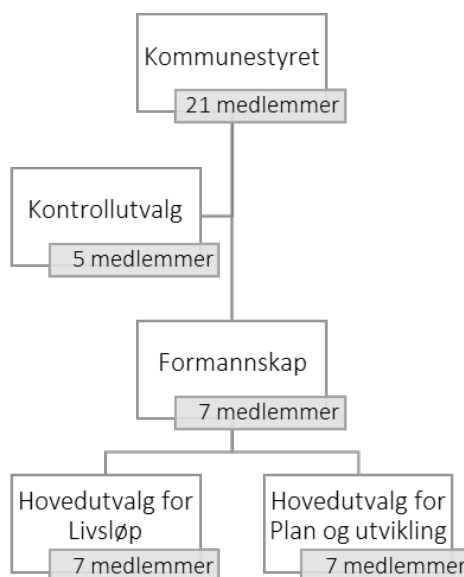 Kommunestyret
21 medlemmer
Kontrollutvalg
5 medlemmer
Formannskap
7 medlemmer
Hovedutvalg for
Livsløp
7 medlemmer
Hovedutvalg for
Plan og utvikling
7 medlemmer